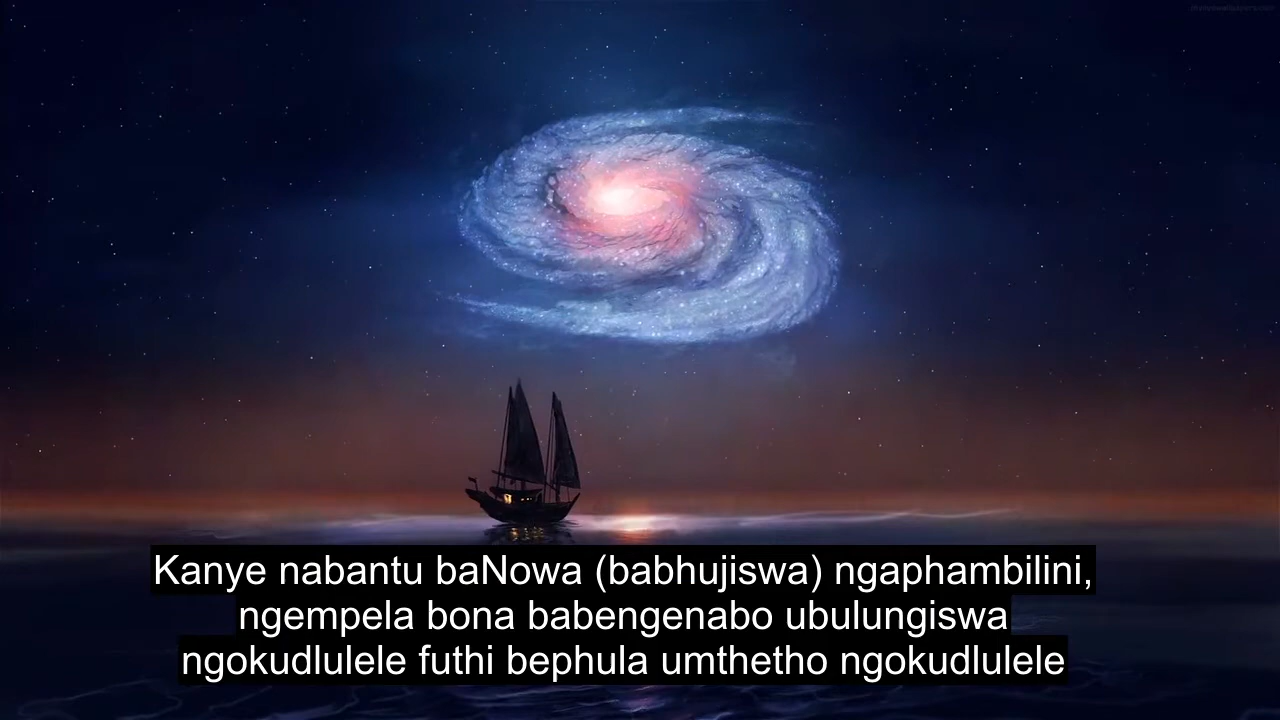 Kanye nabantu baNowa (babhujiswa) ngaphambilini,
ngempela bona babengenabo ubulungiswa
ngokudlulele futhi bephula umthetho ngokudlulele